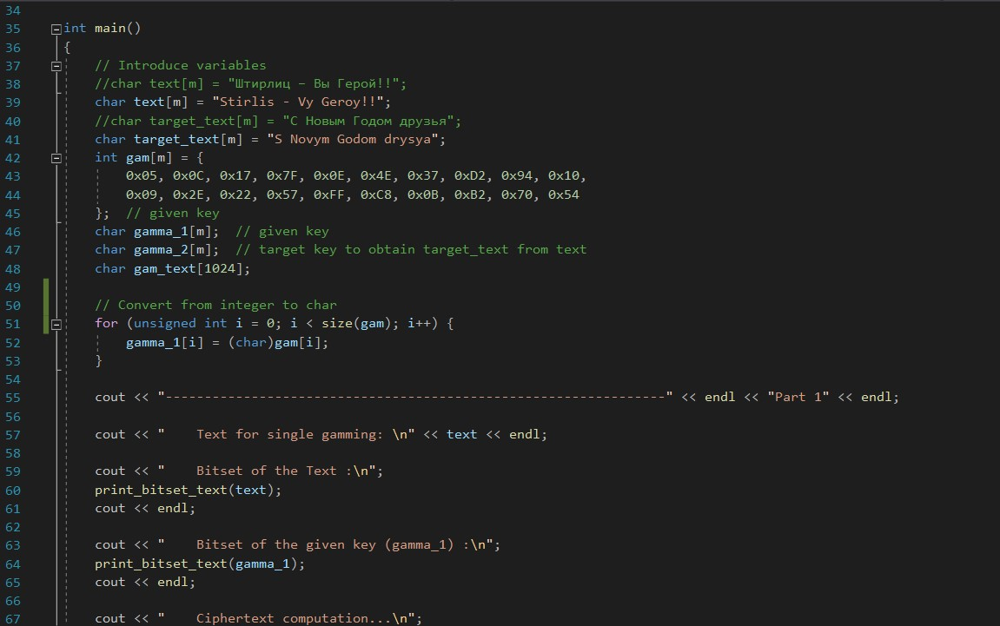 34
35 int main()
36 {
37 // Introduce variables
38 //char text[m] = "Штирлиц – Вы Герой!!";
39 char text[m] = "Stirlis - Vy Geroy!!";
40 //char target_text[m] = "С Новым Годом друзья";
41 char target_text[m] = "S Novym Godom drysya";
42 int gam[m] = {
43 0x05, 0x0C, 0x17, 0x7F, 0x0E, 0x4E, 0x37, 0xD2, 0x94, 0x10,
44 0x09, 0x2E, 0x22, 0x57, 0xFF, 0xC8, 0x0B, 0xB2, 0x70, 0x54
45 }; // given key
46 char gamma_1[m]; // given key
47 char gamma_2[m]; // target key to obtain target_text from text
48 char gam_text[1024];
49
50 // Convert from integer to char
51 for (unsigned int i = 0; i < size(gam); i++) {
52 gamma_1[i] = (char)gam[i];
53 }
54
55 cout << "----------------------------------------------------------------" << endl << "Part 1" << endl;
56
57 cout << "    Text for single gamming: \n" << text << endl;
58
59 cout << "    Bitset of the Text :\n";
60 print_bitset_text(text);
61 cout << endl;
62
63 cout << "    Bitset of the given key (gamma_1) :\n";
64 print_bitset_text(gamma_1);
65 cout << endl;
66
67 cout << "    Ciphertext computation...\n";